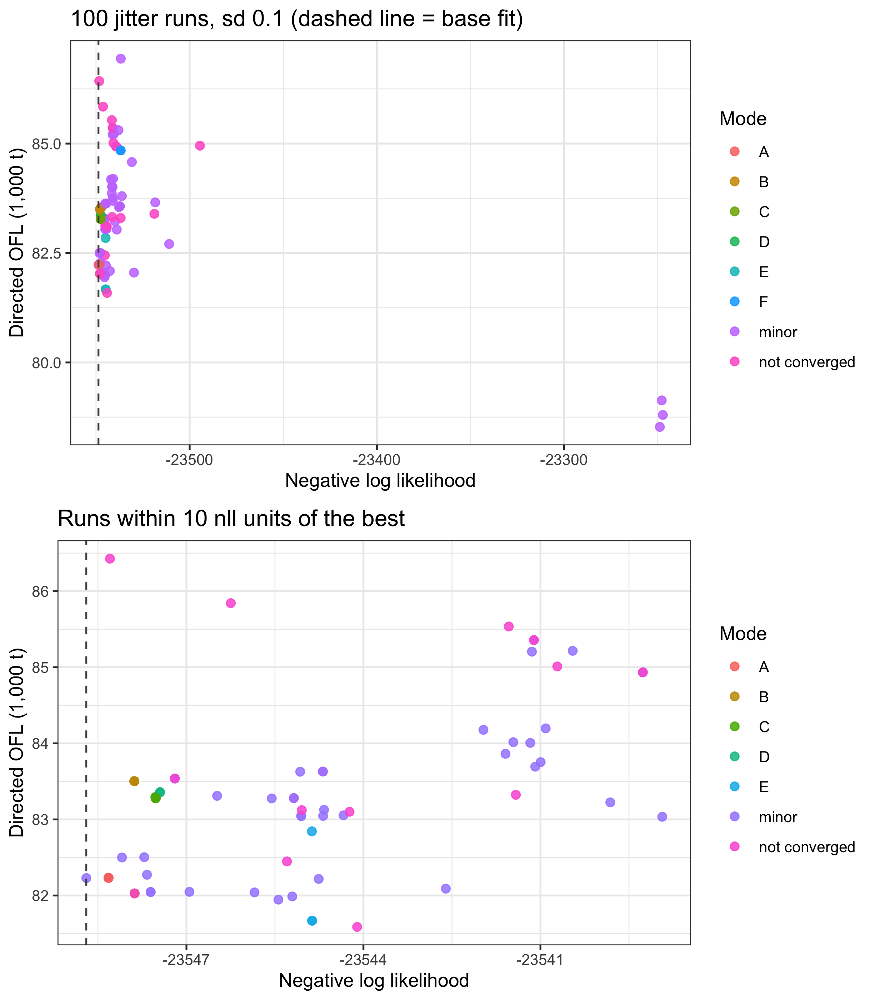 100 jitter runs, sd 0.1 (dashed line = base fit)
Directed OFL (1,000 t)
85.0
82.5
80.0
-23500
-23400
-23300
Negative log likelihood
Mode
A
B
C
D
E
F
minor
not converged
Runs within 10 nll units of the best
Directed OFL (1,000 t)
86
85
84
83
82
-23547
-23544
-23541
Negative log likelihood
Mode
A
B
C
D
E
minor
not converged